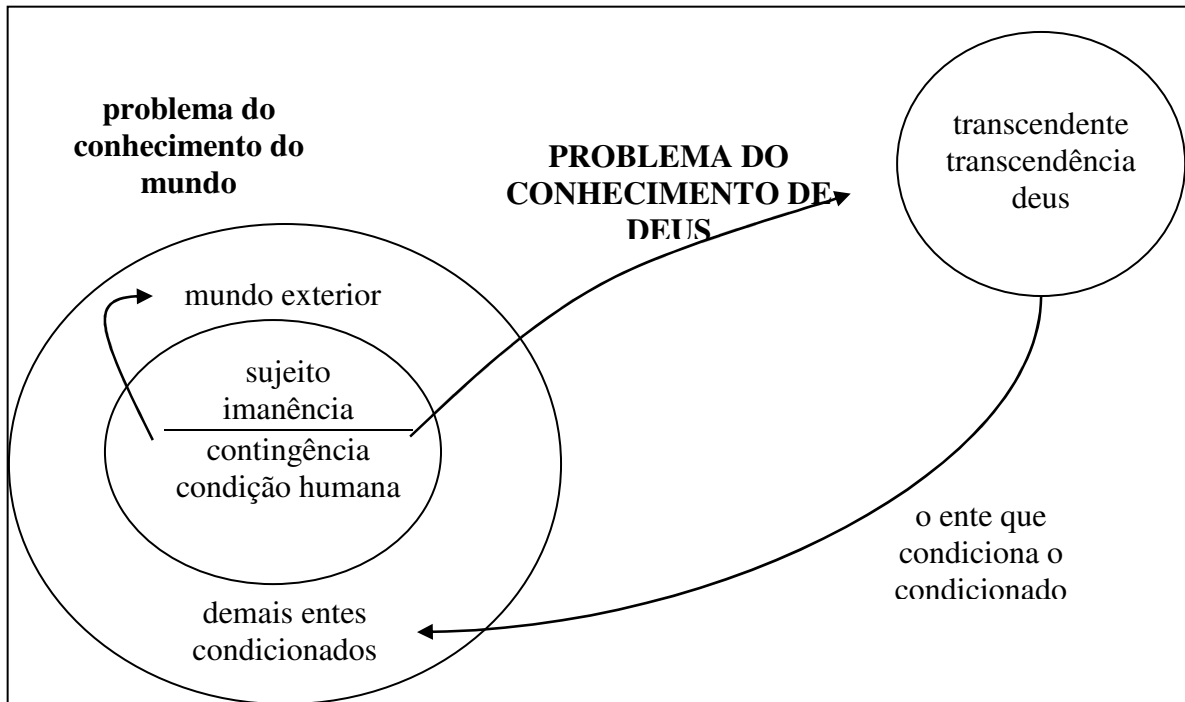 problema do
conhecimento do
mundo
PROBLEMA DO
CONHECIMENTO DE
DEUS
transcendente
transcendência
deus
mundo exterior
sujeito
imanência
contingência
condição humana
demais entes
condicionados
o ente que
condiciona o
condicionado